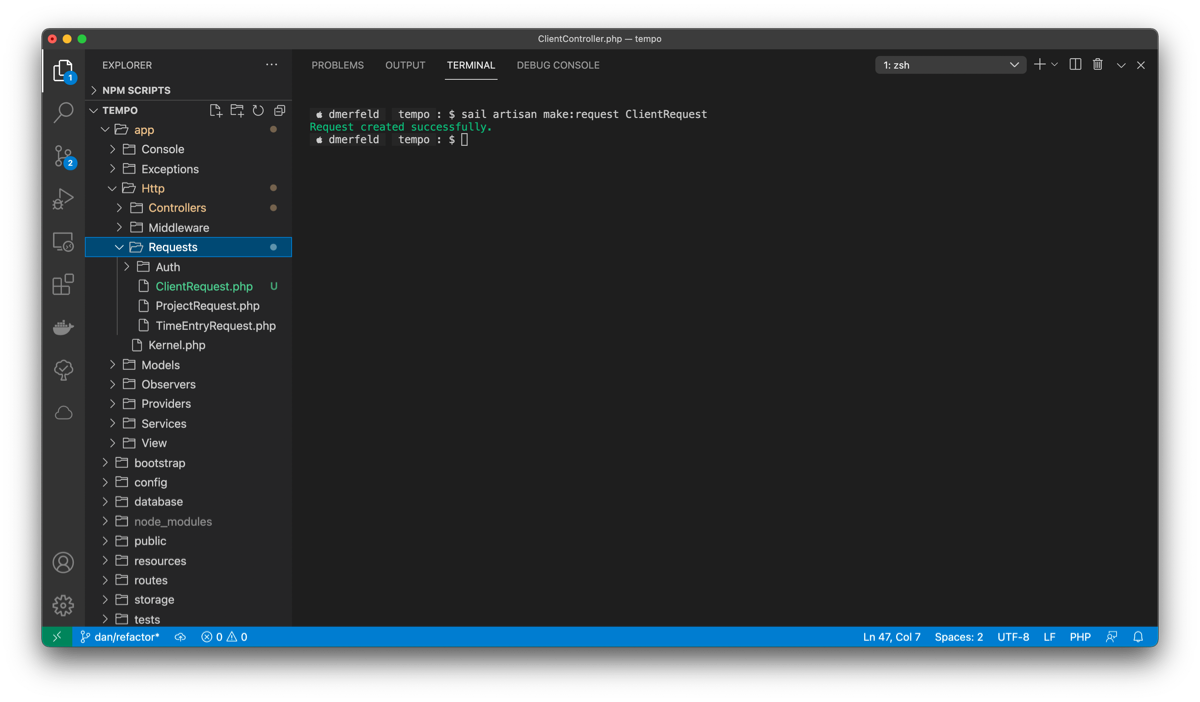 ClientController.php — tempo
EXPLORER
PROBLEMS OUTPUT TERMINAL DEBUG CONSOLE
1: zsh
1
NPM SCRIPTS
TEMPO
app
Console
Exceptions
Http
Controllers
Middleware
Requests
Auth
ClientRequest.php U
ProjectRequest.php
TimeEntryRequest.php
Kernel.php
Models
Observers
Providers
Services
View
bootstrap
config
database
node_modules
public
resources
routes
storage
tests
2
dmerfeld tempo : $ sail artisan make:request ClientRequest
Request created successfully.
dmerfeld tempo : $
dan/refactor* 0 0 Ln 47, Col 7 Spaces: 2 UTF-8 LF PHP